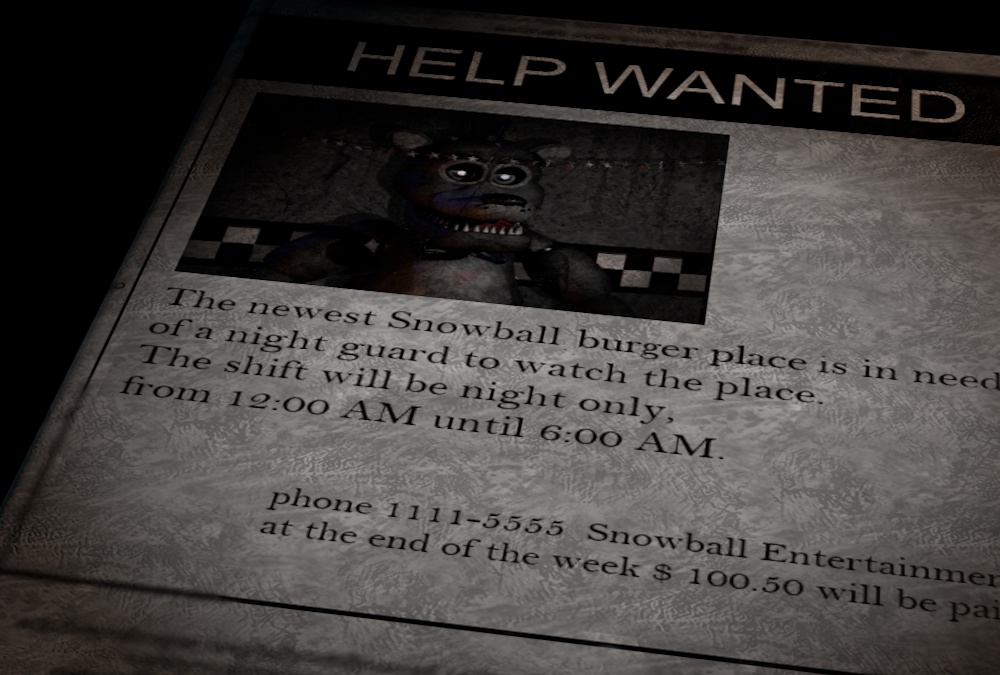 HELP WANTED
The newest Snowball burger place is in need
of a night guard to watch the place.
The shift will be night only,
from 12:00 AM until 6:00 AM.
phone 1111-5555 Snowball
at the end of the week $ 100.50 will be